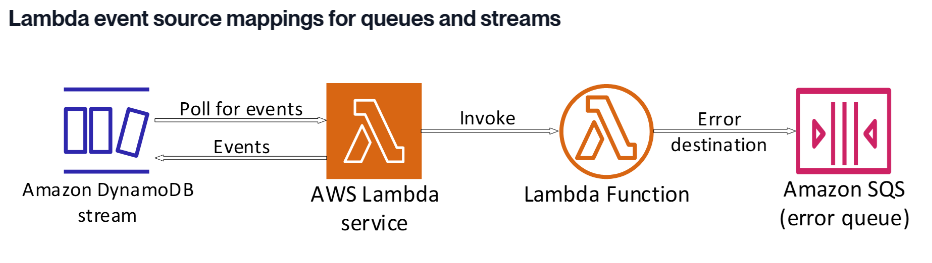 Lambda event source mappings for queues and streams
Poll for events
Events
Invoke
Error
destination
Amazon DynamoDB
stream
AWS Lambda
service
Lambda Function
Amazon SQS
(error queue)